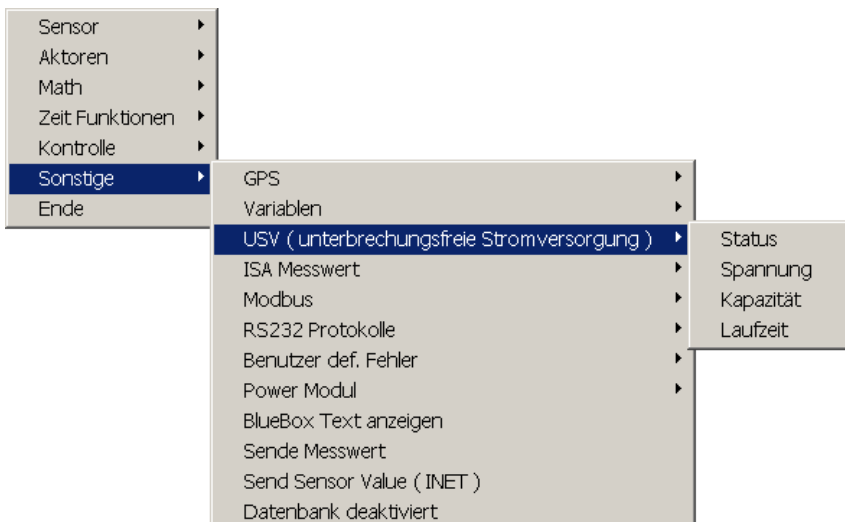 Sensor
Aktoren
Math
Zeit Funktionen
Kontrolle
Sonstige
Ende
GPS
Variablen
USV ( unterbrechungsfreie Stromversorgung )
ISA Messwert
Modbus
RS232 Protokolle
Benutzer def. Fehler
Power Modul
BlueBox Text anzeigen
Sende Messwert
Send Sensor Value ( INET )
Datenbank deaktiviert
Status
Spannung
Kapazität
Laufzeit